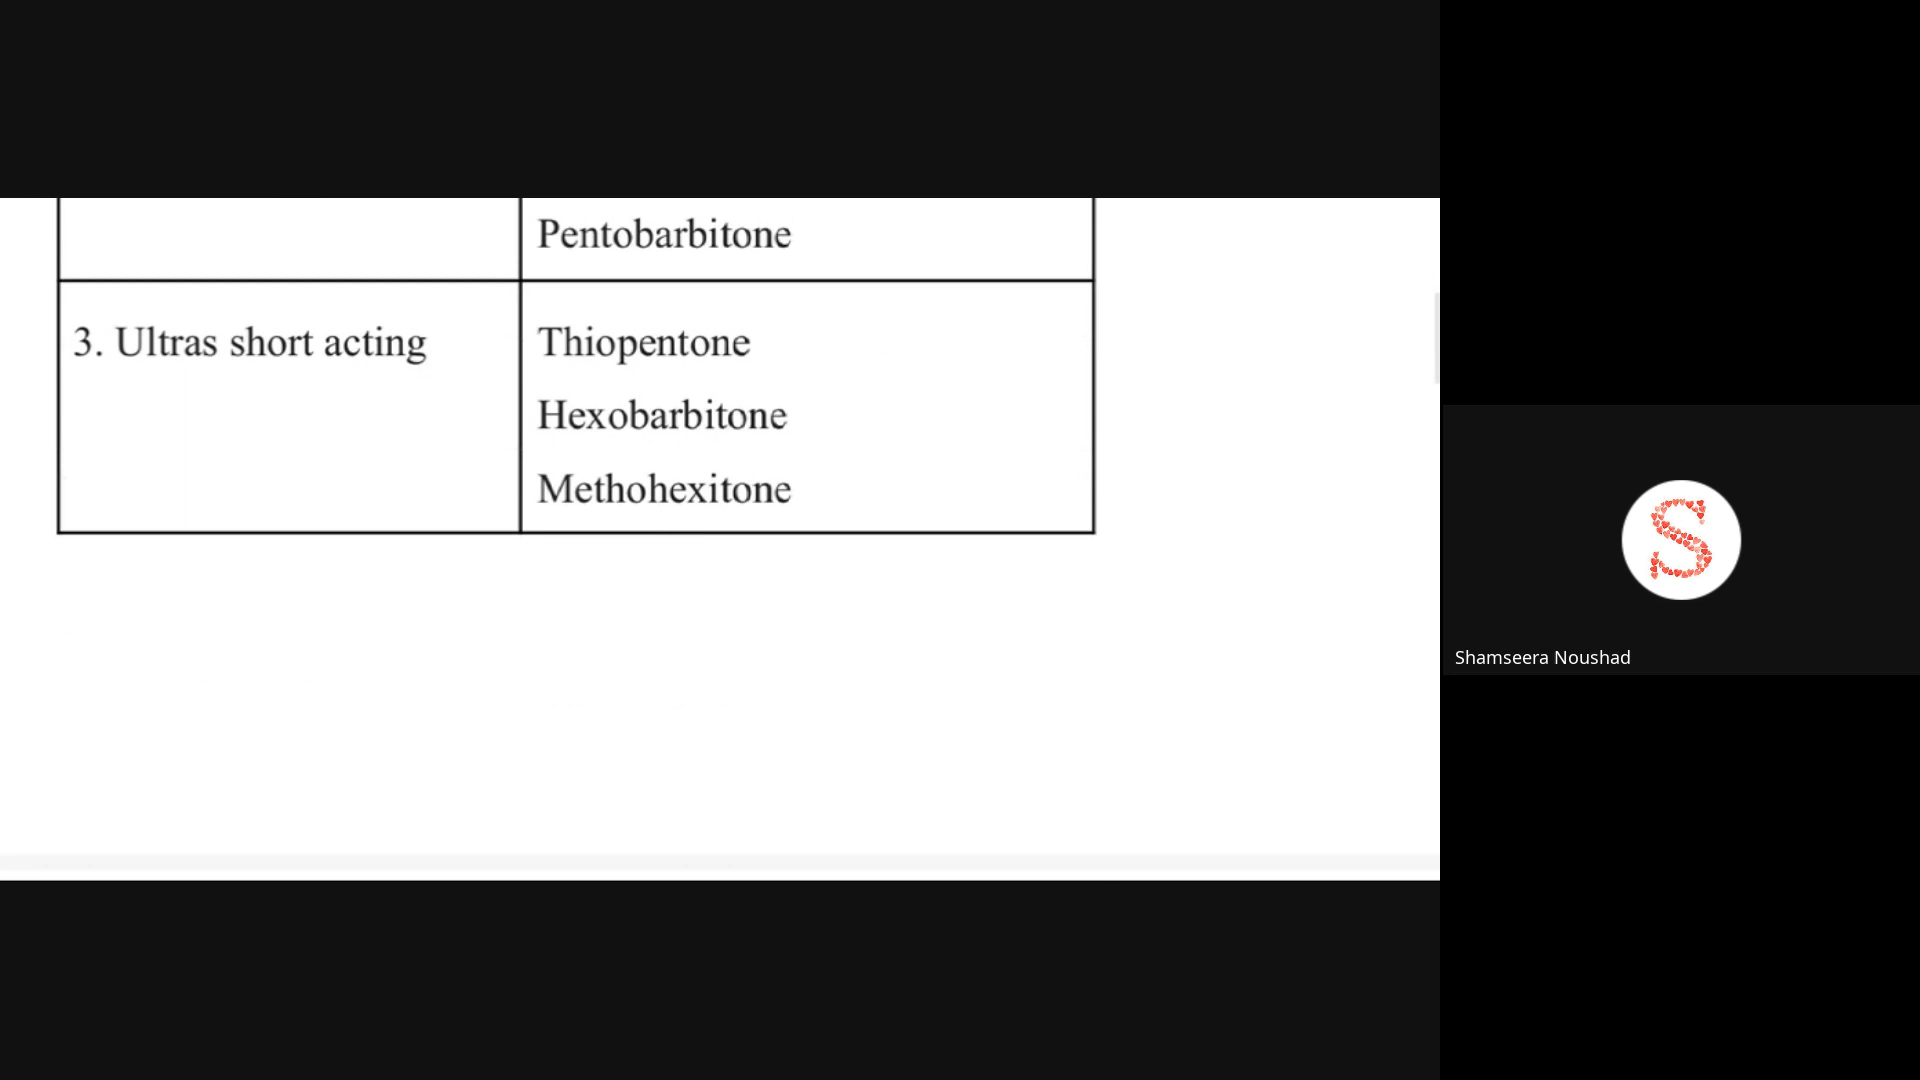 Pentobarbitone
3. Ultras short acting
Thiopentone
Hexobarbitone
Methohexitone
S
Shamseera Noushad